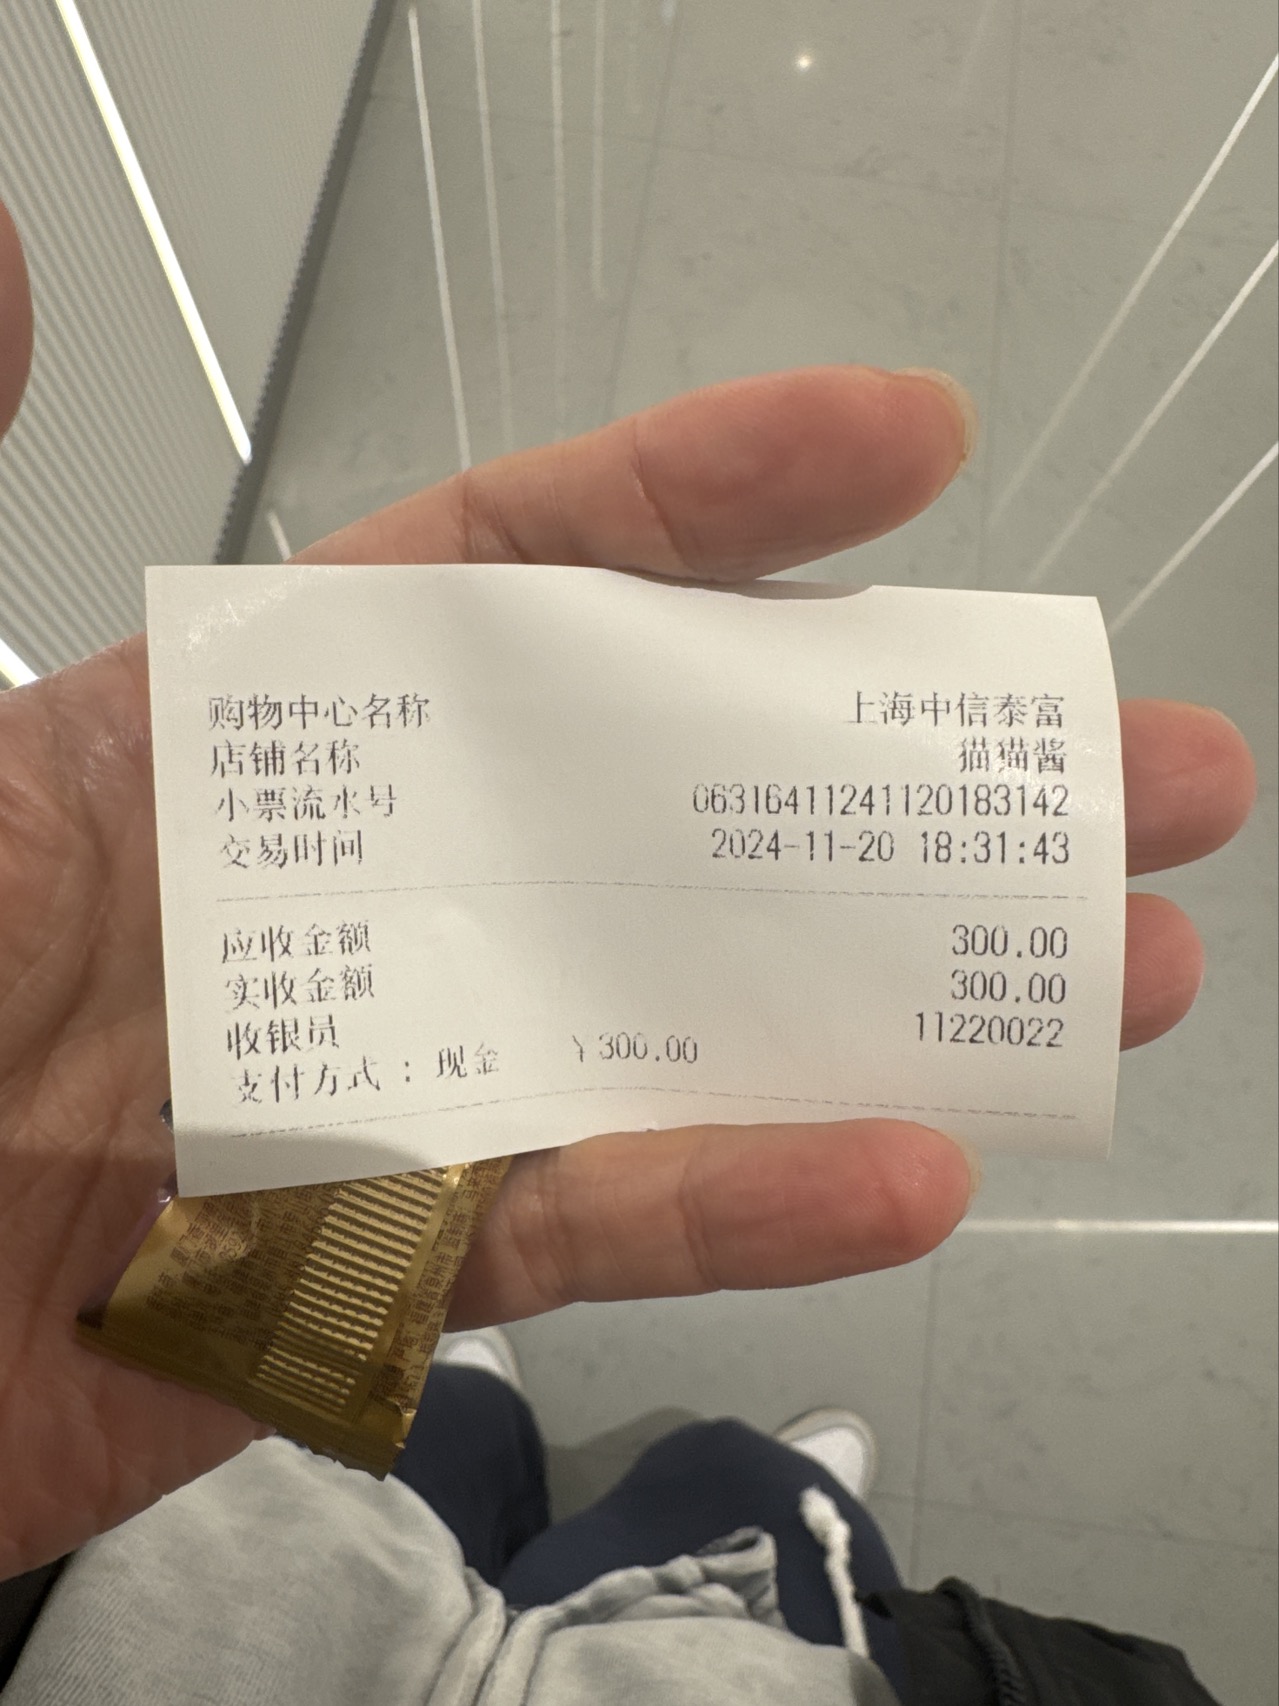 购物中心名称 上海中信泰富
店铺名称 猫猫酱
小票流水号 06316411241120183142
交易时间 2024-11-20 18:31:43
应收金额 300.00
实收金额 300.00
收银员 11220022
支付方式：现金 ¥300.00